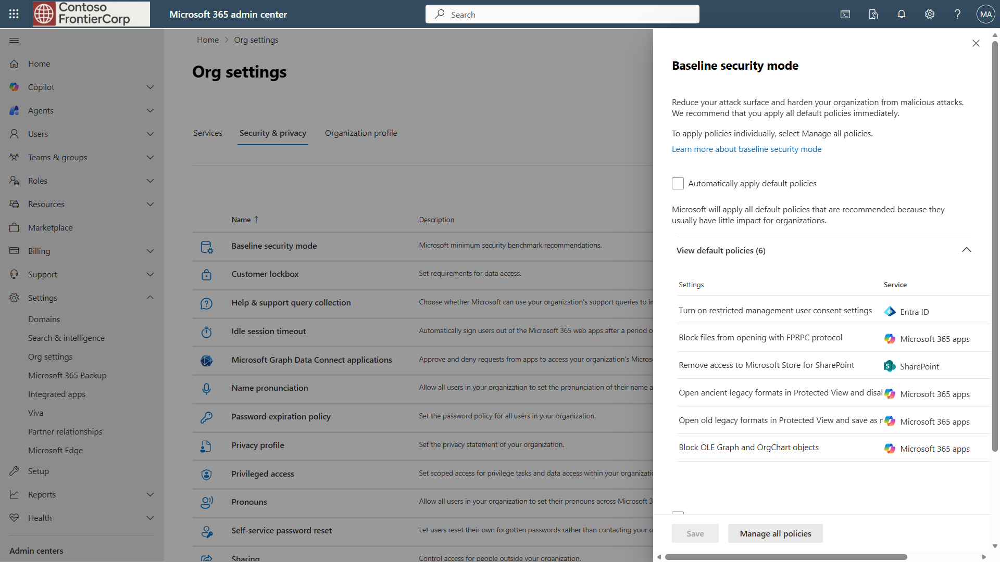 Contoso
FrontierCorp
Microsoft 365 admin center
Search
MA
Home
Copilot
Agents
Users
Teams & groups
Roles
Resources
Marketplace
Billing
Support
Settings
Domains
Search & intelligence
Org settings
Microsoft 365 Backup
Integrated apps
Viva
Partner relationships
Microsoft Edge
Setup
Reports
Health
Admin centers
Home > Org settings
Org settings
Services
Security & privacy
Organization profile
Name ↑ Description
Baseline security mode Microsoft minimum security benchmark recommendations.
Customer lockbox Set requirements for data access.
Help & support query collection Choose whether Microsoft can use your organization's support queries to in
Idle session timeout Automatically sign users out of the Microsoft 365 web apps after a period o
Microsoft Graph Data Connect applications Approve and deny requests from apps to access your organization's Microso
Name pronunciation Allow all users in your organization to set the pronunciation of their name a
Password expiration policy Set the password policy for all users in your organization.
Privacy profile Set the privacy statement of your organization.
Privileged access Set scoped access for privilege tasks and data access within your organizatio
Pronouns Allow all users in your organization to set their pronouns across Microsoft 3
Self-service password reset Let users reset their own forgotten passwords rather than contacting your o
Sharing Control access for people outside your organization.
Baseline security mode
Reduce your attack surface and harden your organization from malicious attacks.
We recommend that you apply all default policies immediately.
To apply policies individually, select Manage all policies.
Learn more about baseline security mode
Automatically apply default policies
Microsoft will apply all default policies that are recommended because they
usually have little impact for organizations.
View default policies (6)
Settings Service
Turn on restricted management user consent settings Entra ID
Block files from opening with FPRPC protocol Microsoft 365 apps
Remove access to Microsoft Store for SharePoint SharePoint
Open ancient legacy formats in Protected View and disal Microsoft 365 apps
Open old legacy formats in Protected View and save as r Microsoft 365 apps
Block OLE Graph and OrgChart objects Microsoft 365 apps
Save
Manage all policies